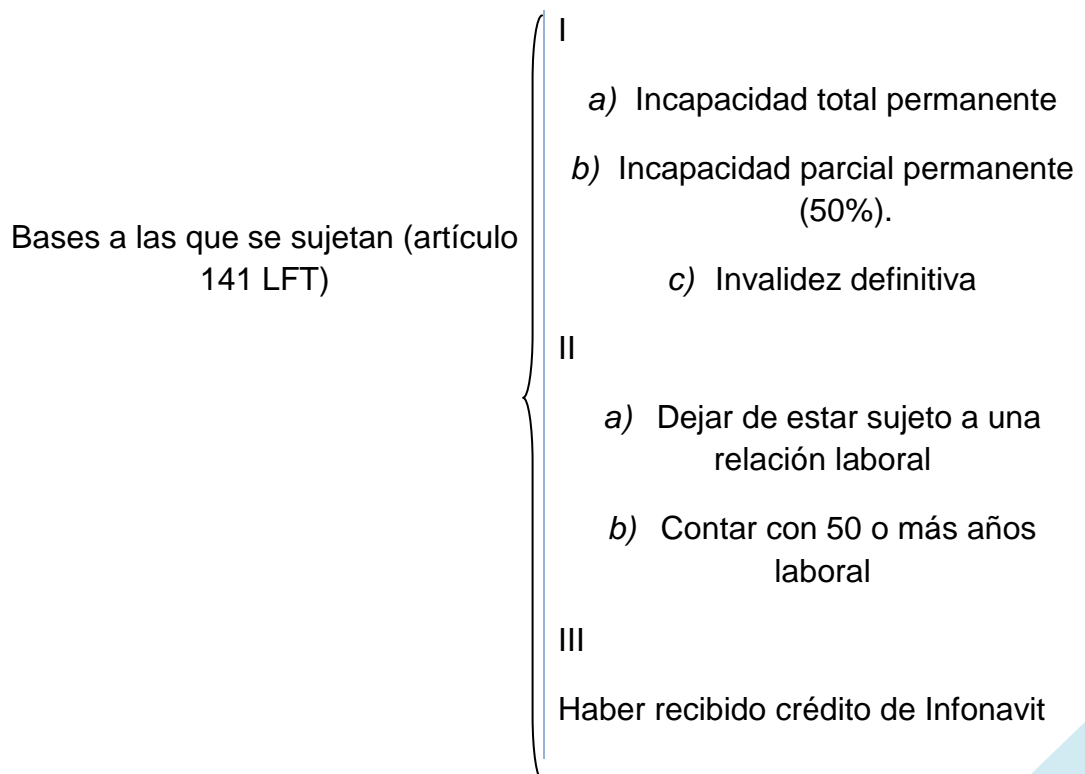 Bases a las que se sujetan (artículo
141 LFT)
I
a) Incapacidad total permanente
b) Incapacidad parcial permanente
(50%).
c) Invalidez definitiva
II
a) Dejar de estar sujeto a una
relación laboral
b) Contar con 50 o más años
laboral
III
Haber recibido crédito de Infonavit